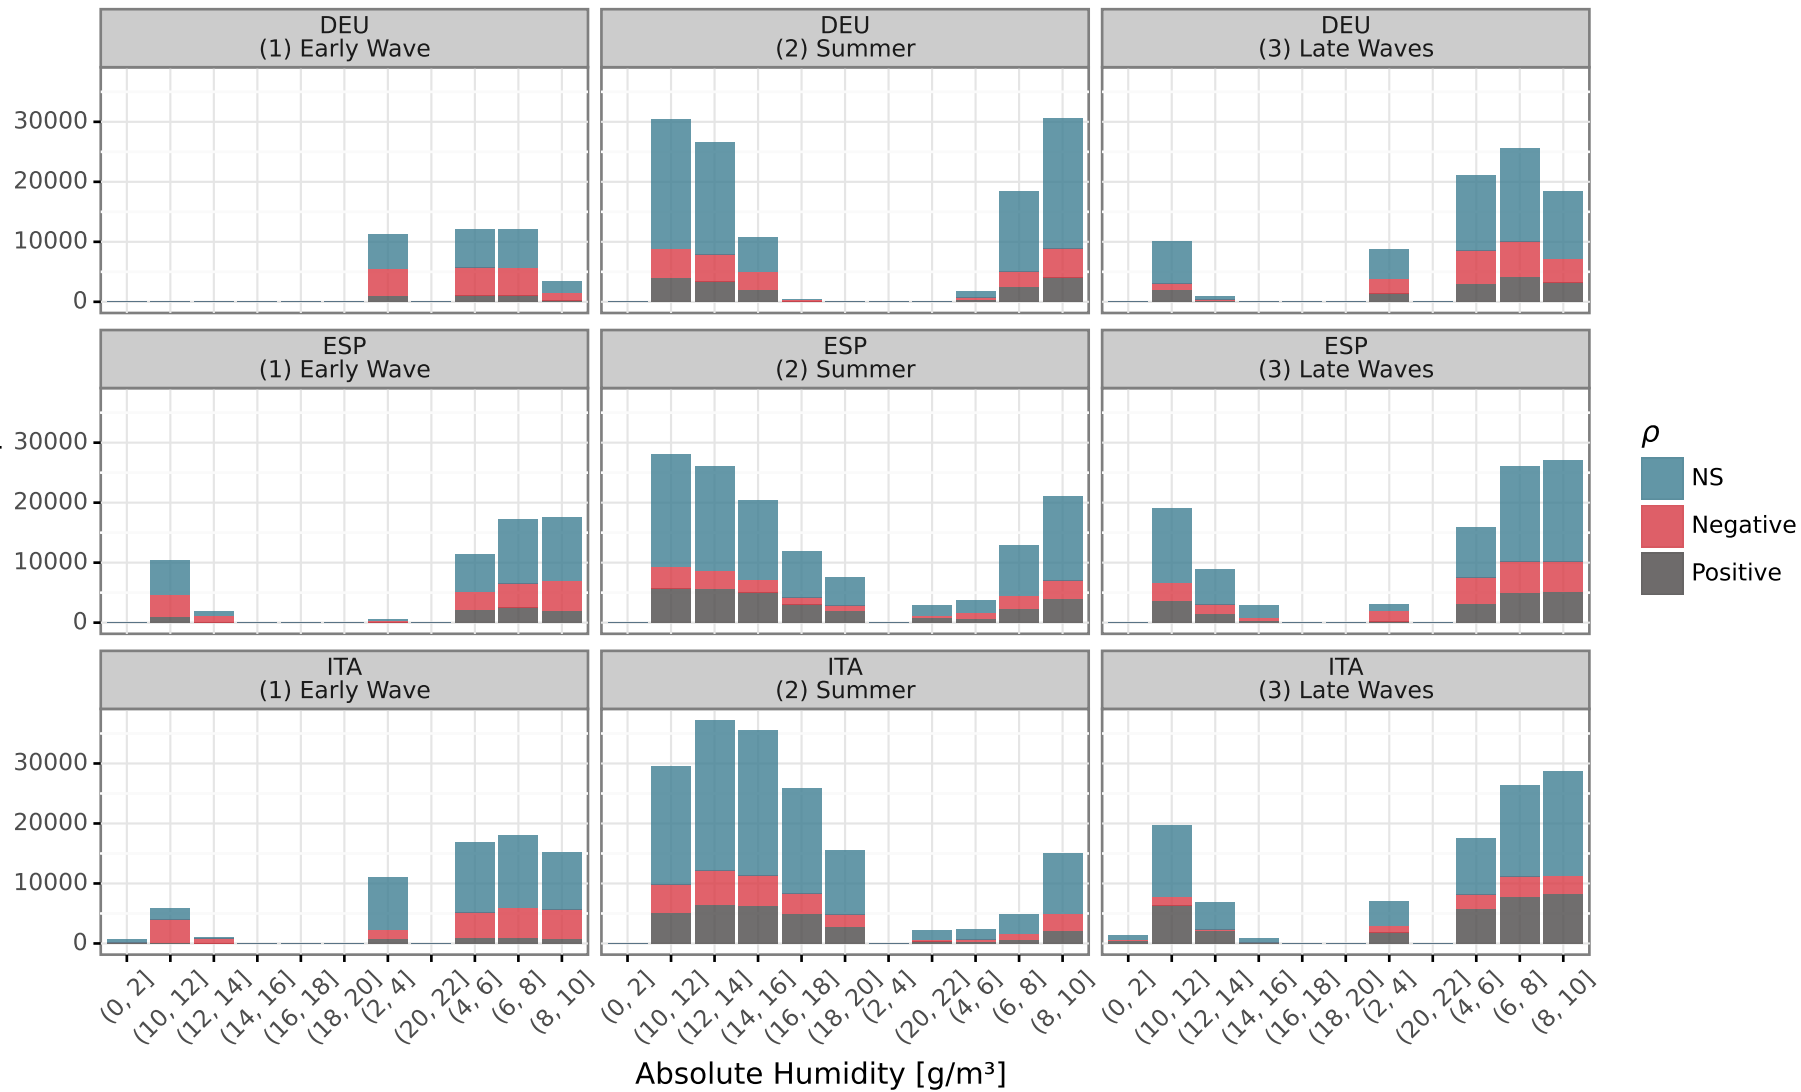 DEU
(1) Early Wave
DEU
(2) Summer
DEU
(3) Late Waves
30000
20000
10000
0
ESP
(1) Early Wave
ESP
(2) Summer
ESP
(3) Late Waves
30000
20000
10000
0
ρ
NS
Negative
Positive
ITA
(1) Early Wave
ITA
(2) Summer
ITA
(3) Late Waves
30000
20000
10000
0
(0, 2] (10, 12] (12, 14] (14, 16] (16, 18] (18, 20] (2, 4] (20, 22] (4, 6] (6, 8] (8, 10]
(0, 2] (10, 12] (12, 14] (14, 16] (16, 18] (18, 20] (2, 4] (20, 22] (4, 6] (6, 8] (8, 10]
(0, 2] (10, 12] (12, 14] (14, 16] (16, 18] (18, 20] (2, 4] (20, 22] (4, 6] (6, 8] (8, 10]
Absolute Humidity [g/m³]